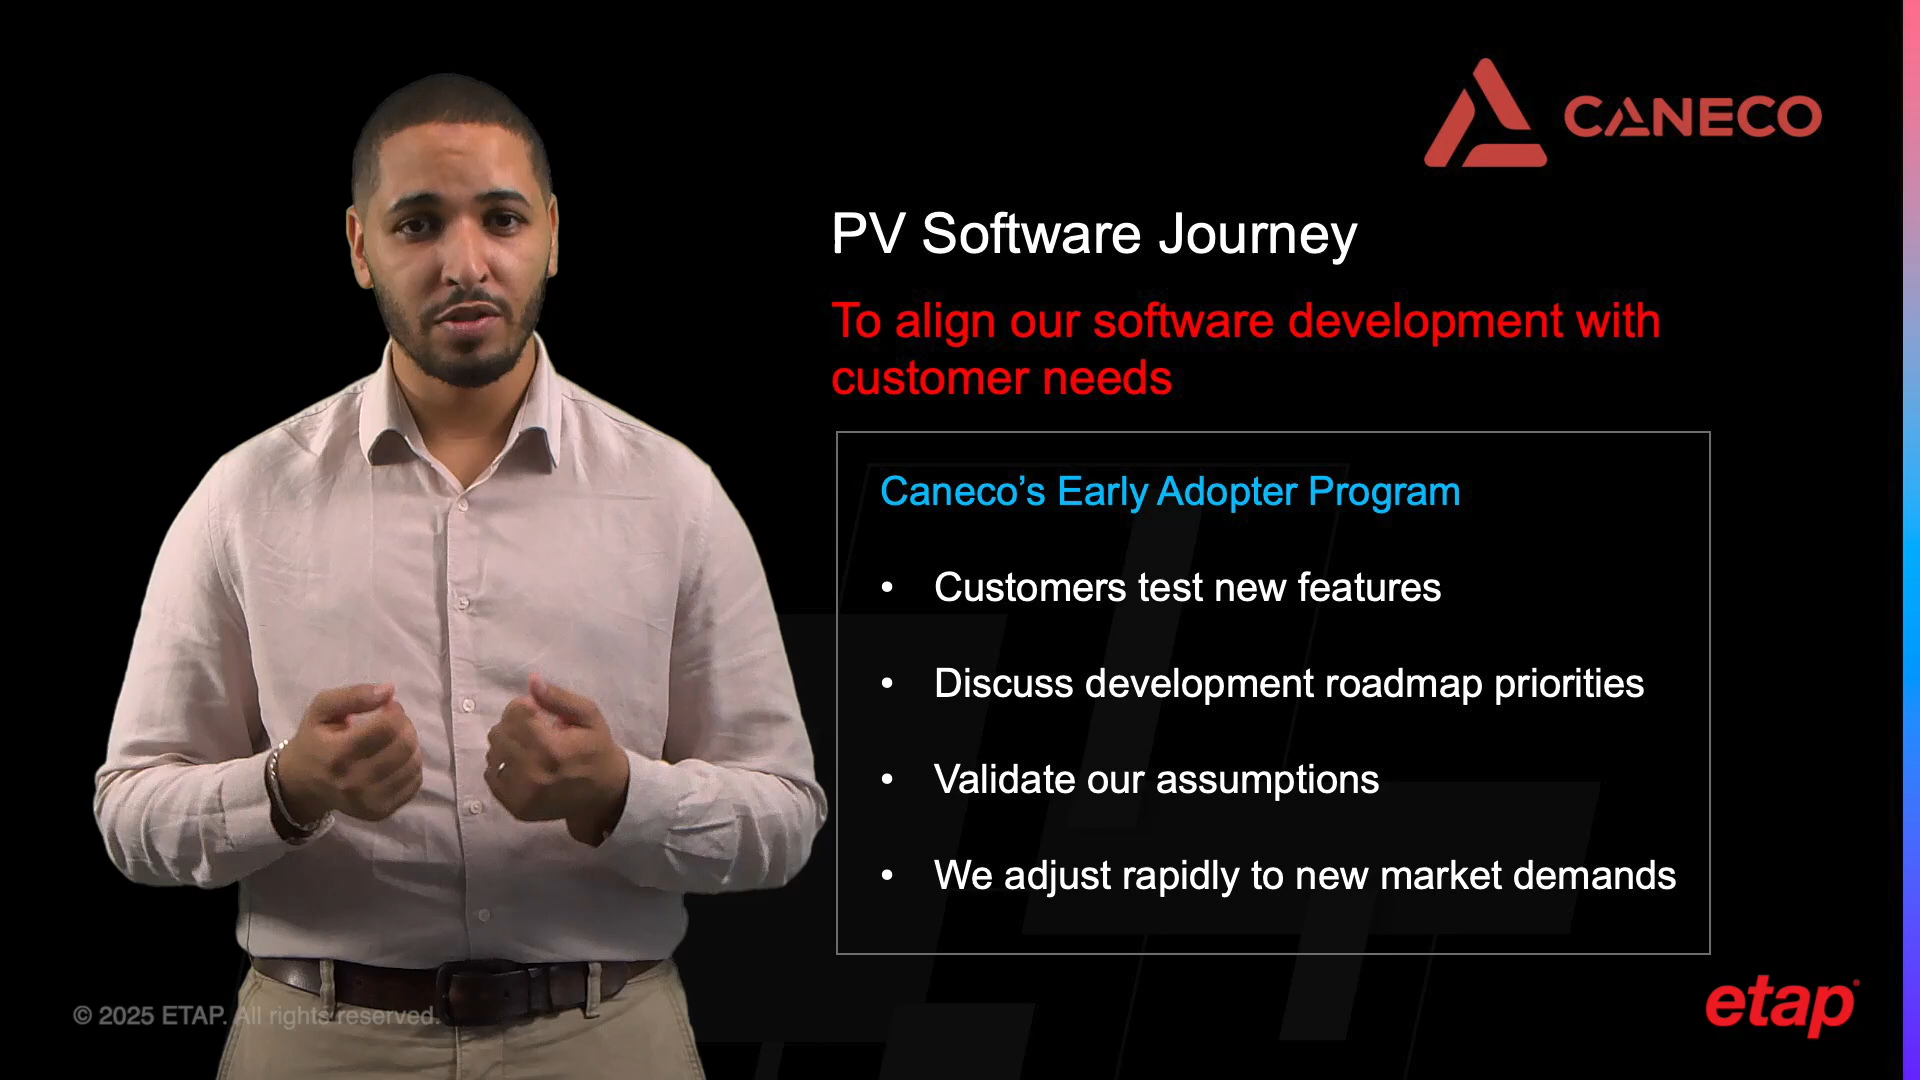 CANECO
PV Software Journey
To align our software development with
customer needs
Caneco’s Early Adopter Program
• Customers test new features
• Discuss development roadmap priorities
• Validate our assumptions
• We adjust rapidly to new market demands
© 2025 ETAP. All rights reserved.
etap